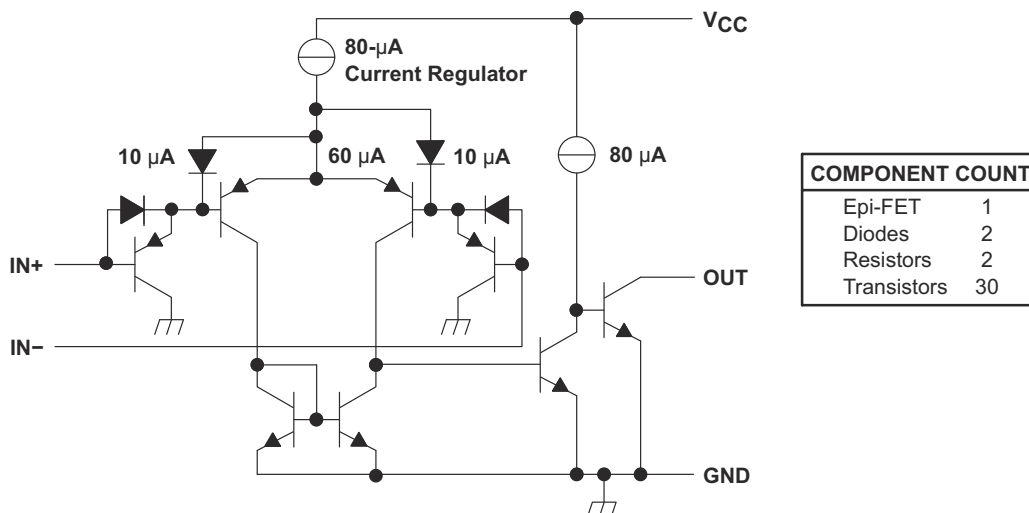 VCC
80-µA
Current Regulator
10 µA
60 µA
10 µA
80 µA
IN+
OUT
IN−
GND
COMPONENT COUNT
Epi-FET 1
Diodes 2
Resistors 2
Transistors 30